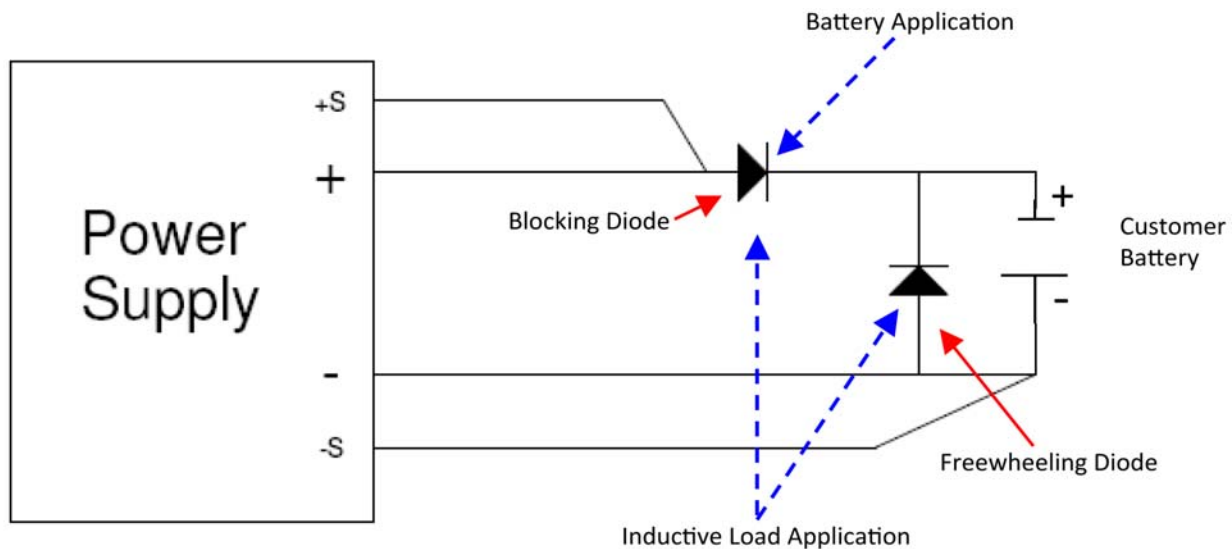 Battery Application
+S
+
Power
Supply
Blocking Diode
+
Customer
Battery
-
-
-S
Freewheeling Diode
Inductive Load Application